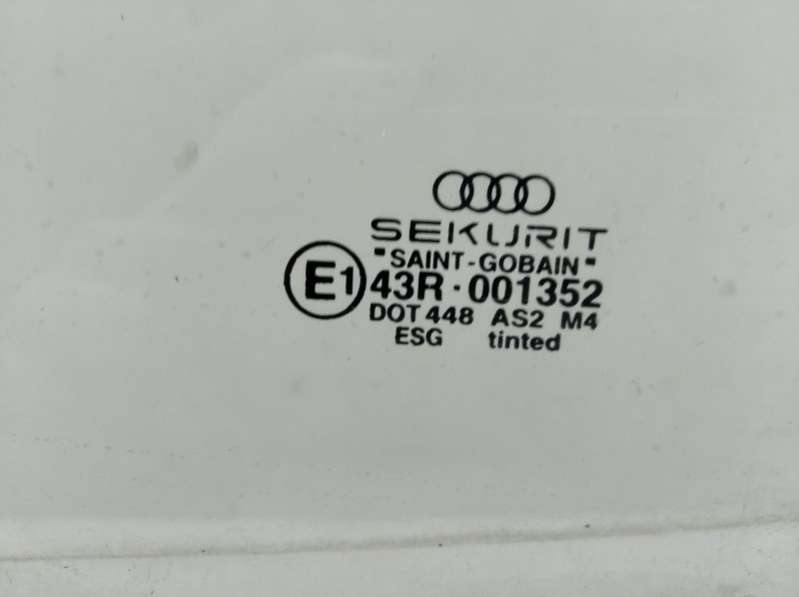 SEKURIT
"SAINT-GOBAIN"
E1 43R·001352
DOT 448 AS2 M4
ESG tinted